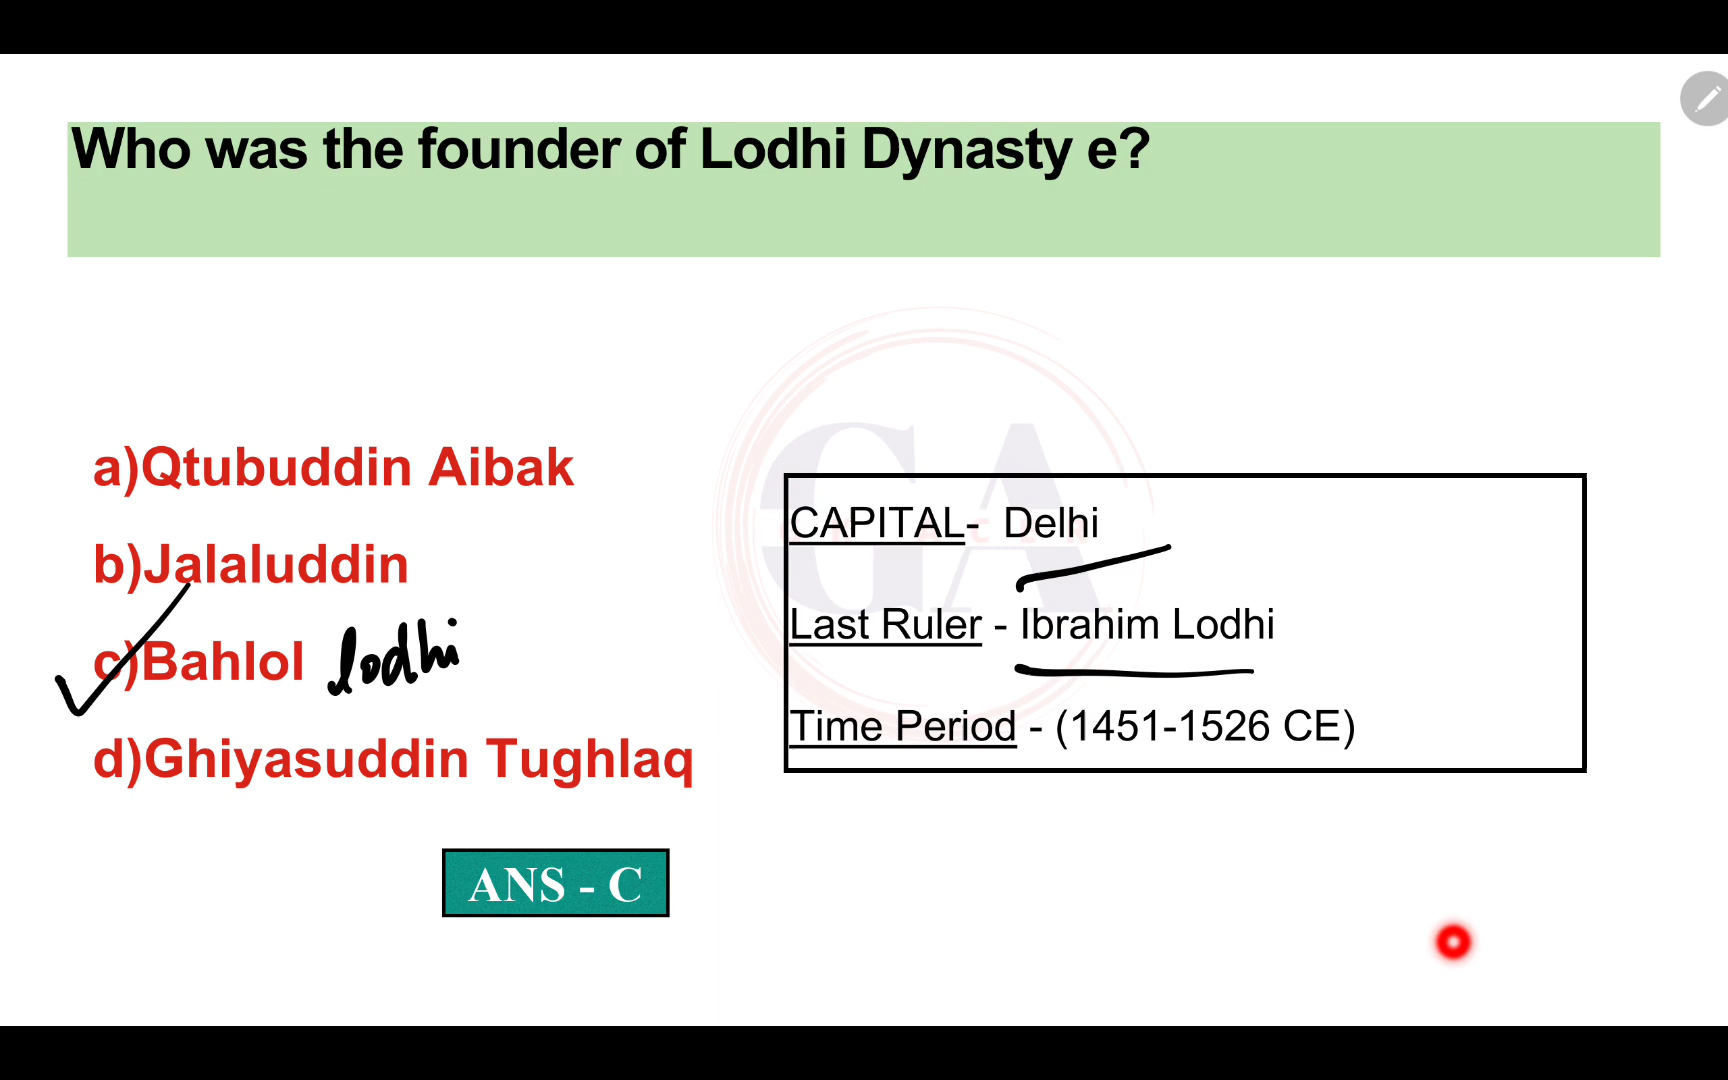 Who was the founder of Lodhi Dynasty e?
a)Qtubuddin Aibak
b)Jalaluddin
c)Bahlol lodhi
d)Ghiyasuddin Tughlaq
CAPITAL- Delhi
Last Ruler - Ibrahim Lodhi
Time Period - (1451-1526 CE)
ANS - C
GA